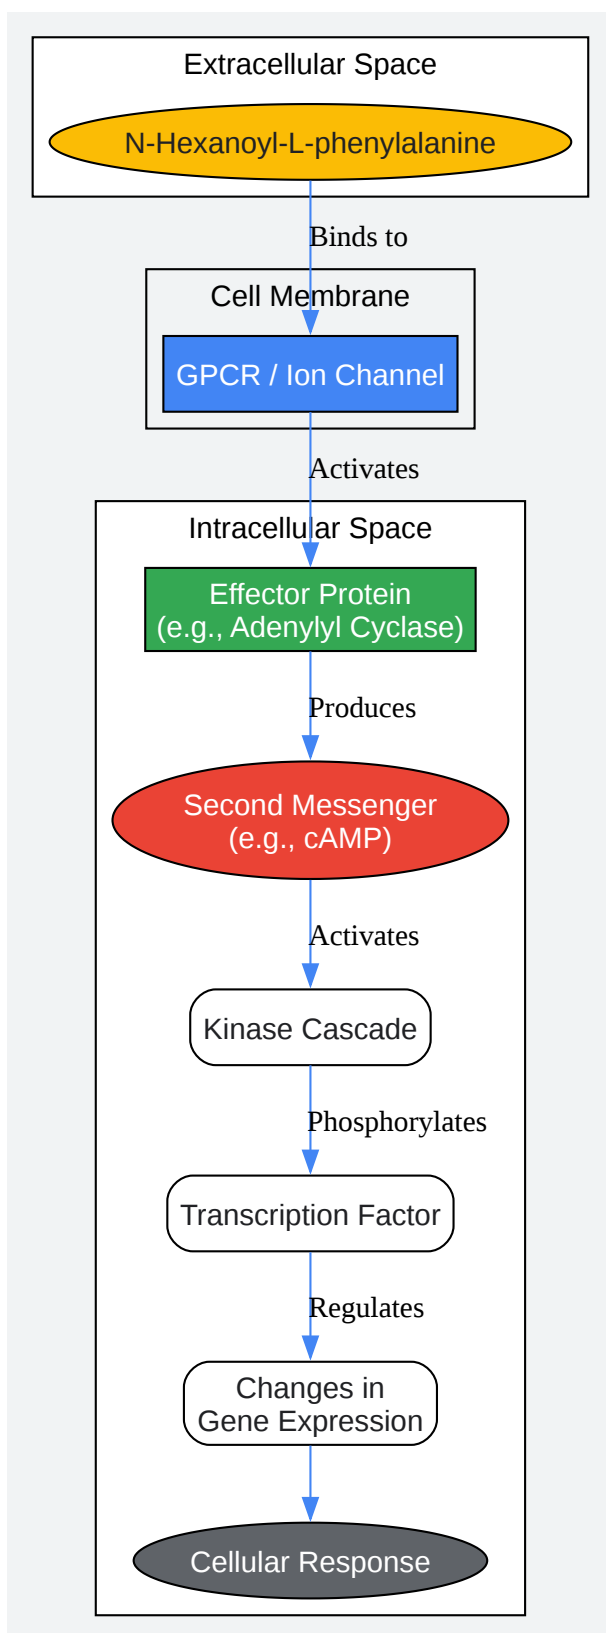 Extracellular Space
N-Hexanoyl-L-phenylalanine
Binds to
Cell Membrane
GPCR / Ion Channel
Activates
Intracellular Space
Effector Protein
(e.g., Adenylyl Cyclase)
Produces
Second Messenger
(e.g., cAMP)
Activates
Kinase Cascade
Phosphorylates
Transcription Factor
Regulates
Changes in
Gene Expression
Cellular Response